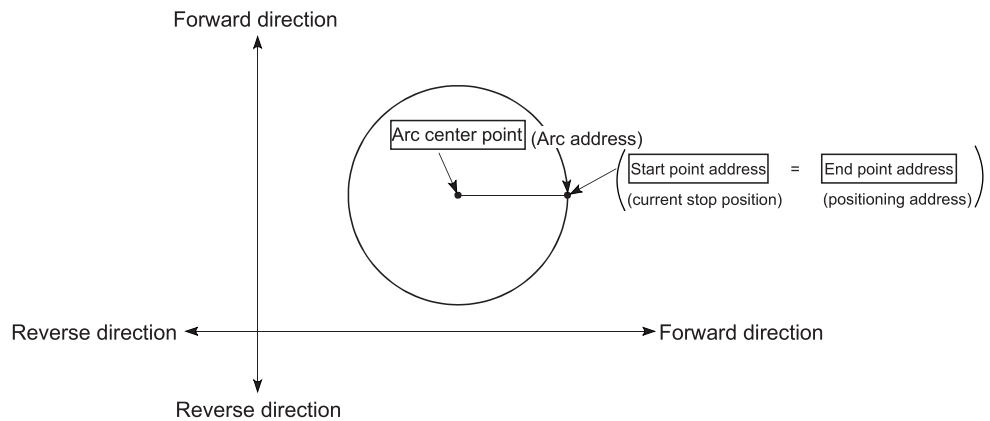 Forward direction
Arc center point (Arc address)
Start point address = End point address
(current stop position) (positioning address)
Reverse direction Forward direction
Reverse direction